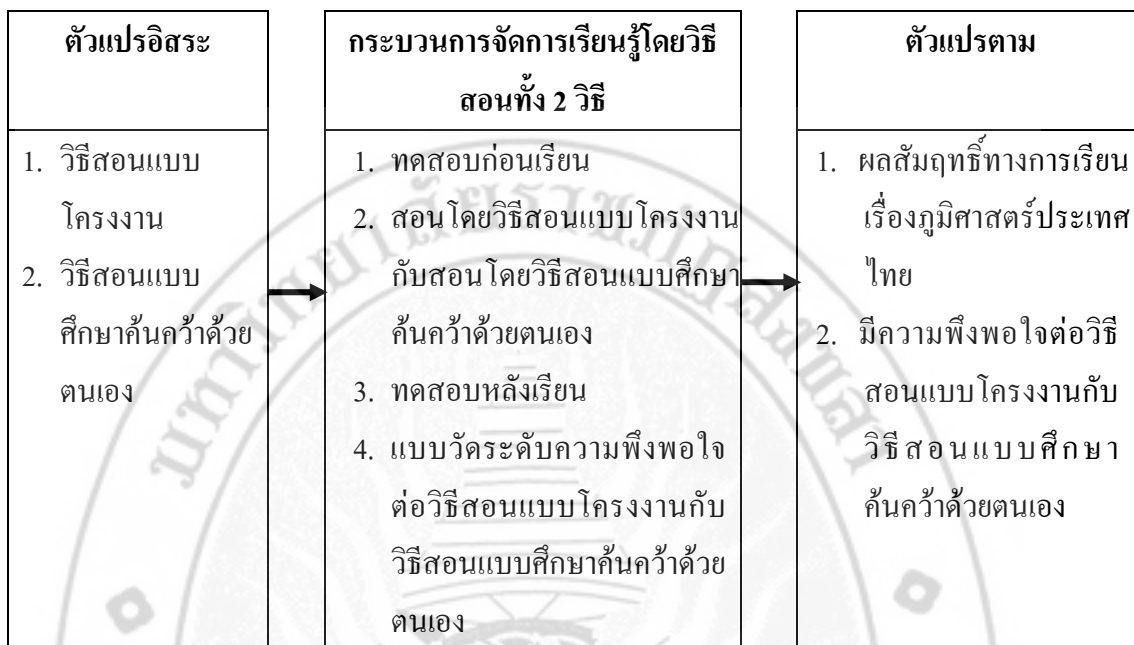 ตัวแปรอิสระ
1. วิธีสอนแบบ
โครงงาน
2. วิธีสอนแบบ
ศึกษาค้นคว้าด้วย
ตนเอง
กระบวนการจัดการเรียนรู้โดยวิธี
สอนทั้ง 2 วิธี
1. ทดสอบก่อนเรียน
2. สอนโดยวิธีสอนแบบโครงงาน
กับสอนโดยวิธีสอนแบบศึกษา
ค้นคว้าด้วยตนเอง
3. ทดสอบหลังเรียน
4. แบบวัดระดับความพึงพอใจ
ต่อวิธีสอนแบบโครงงานกับ
วิธีสอนแบบศึกษาค้นคว้าด้วย
ตนเอง
ตัวแปรตาม
1. ผลสัมฤทธิ์ทางการเรียน
เรื่องภูมิศาสตร์ประเทศ
ไทย
2. มีความพึงพอใจต่อวิธี
สอนแบบโครงงานกับ
วิธีสอนแบบศึกษา
ค้นคว้าด้วยตนเอง